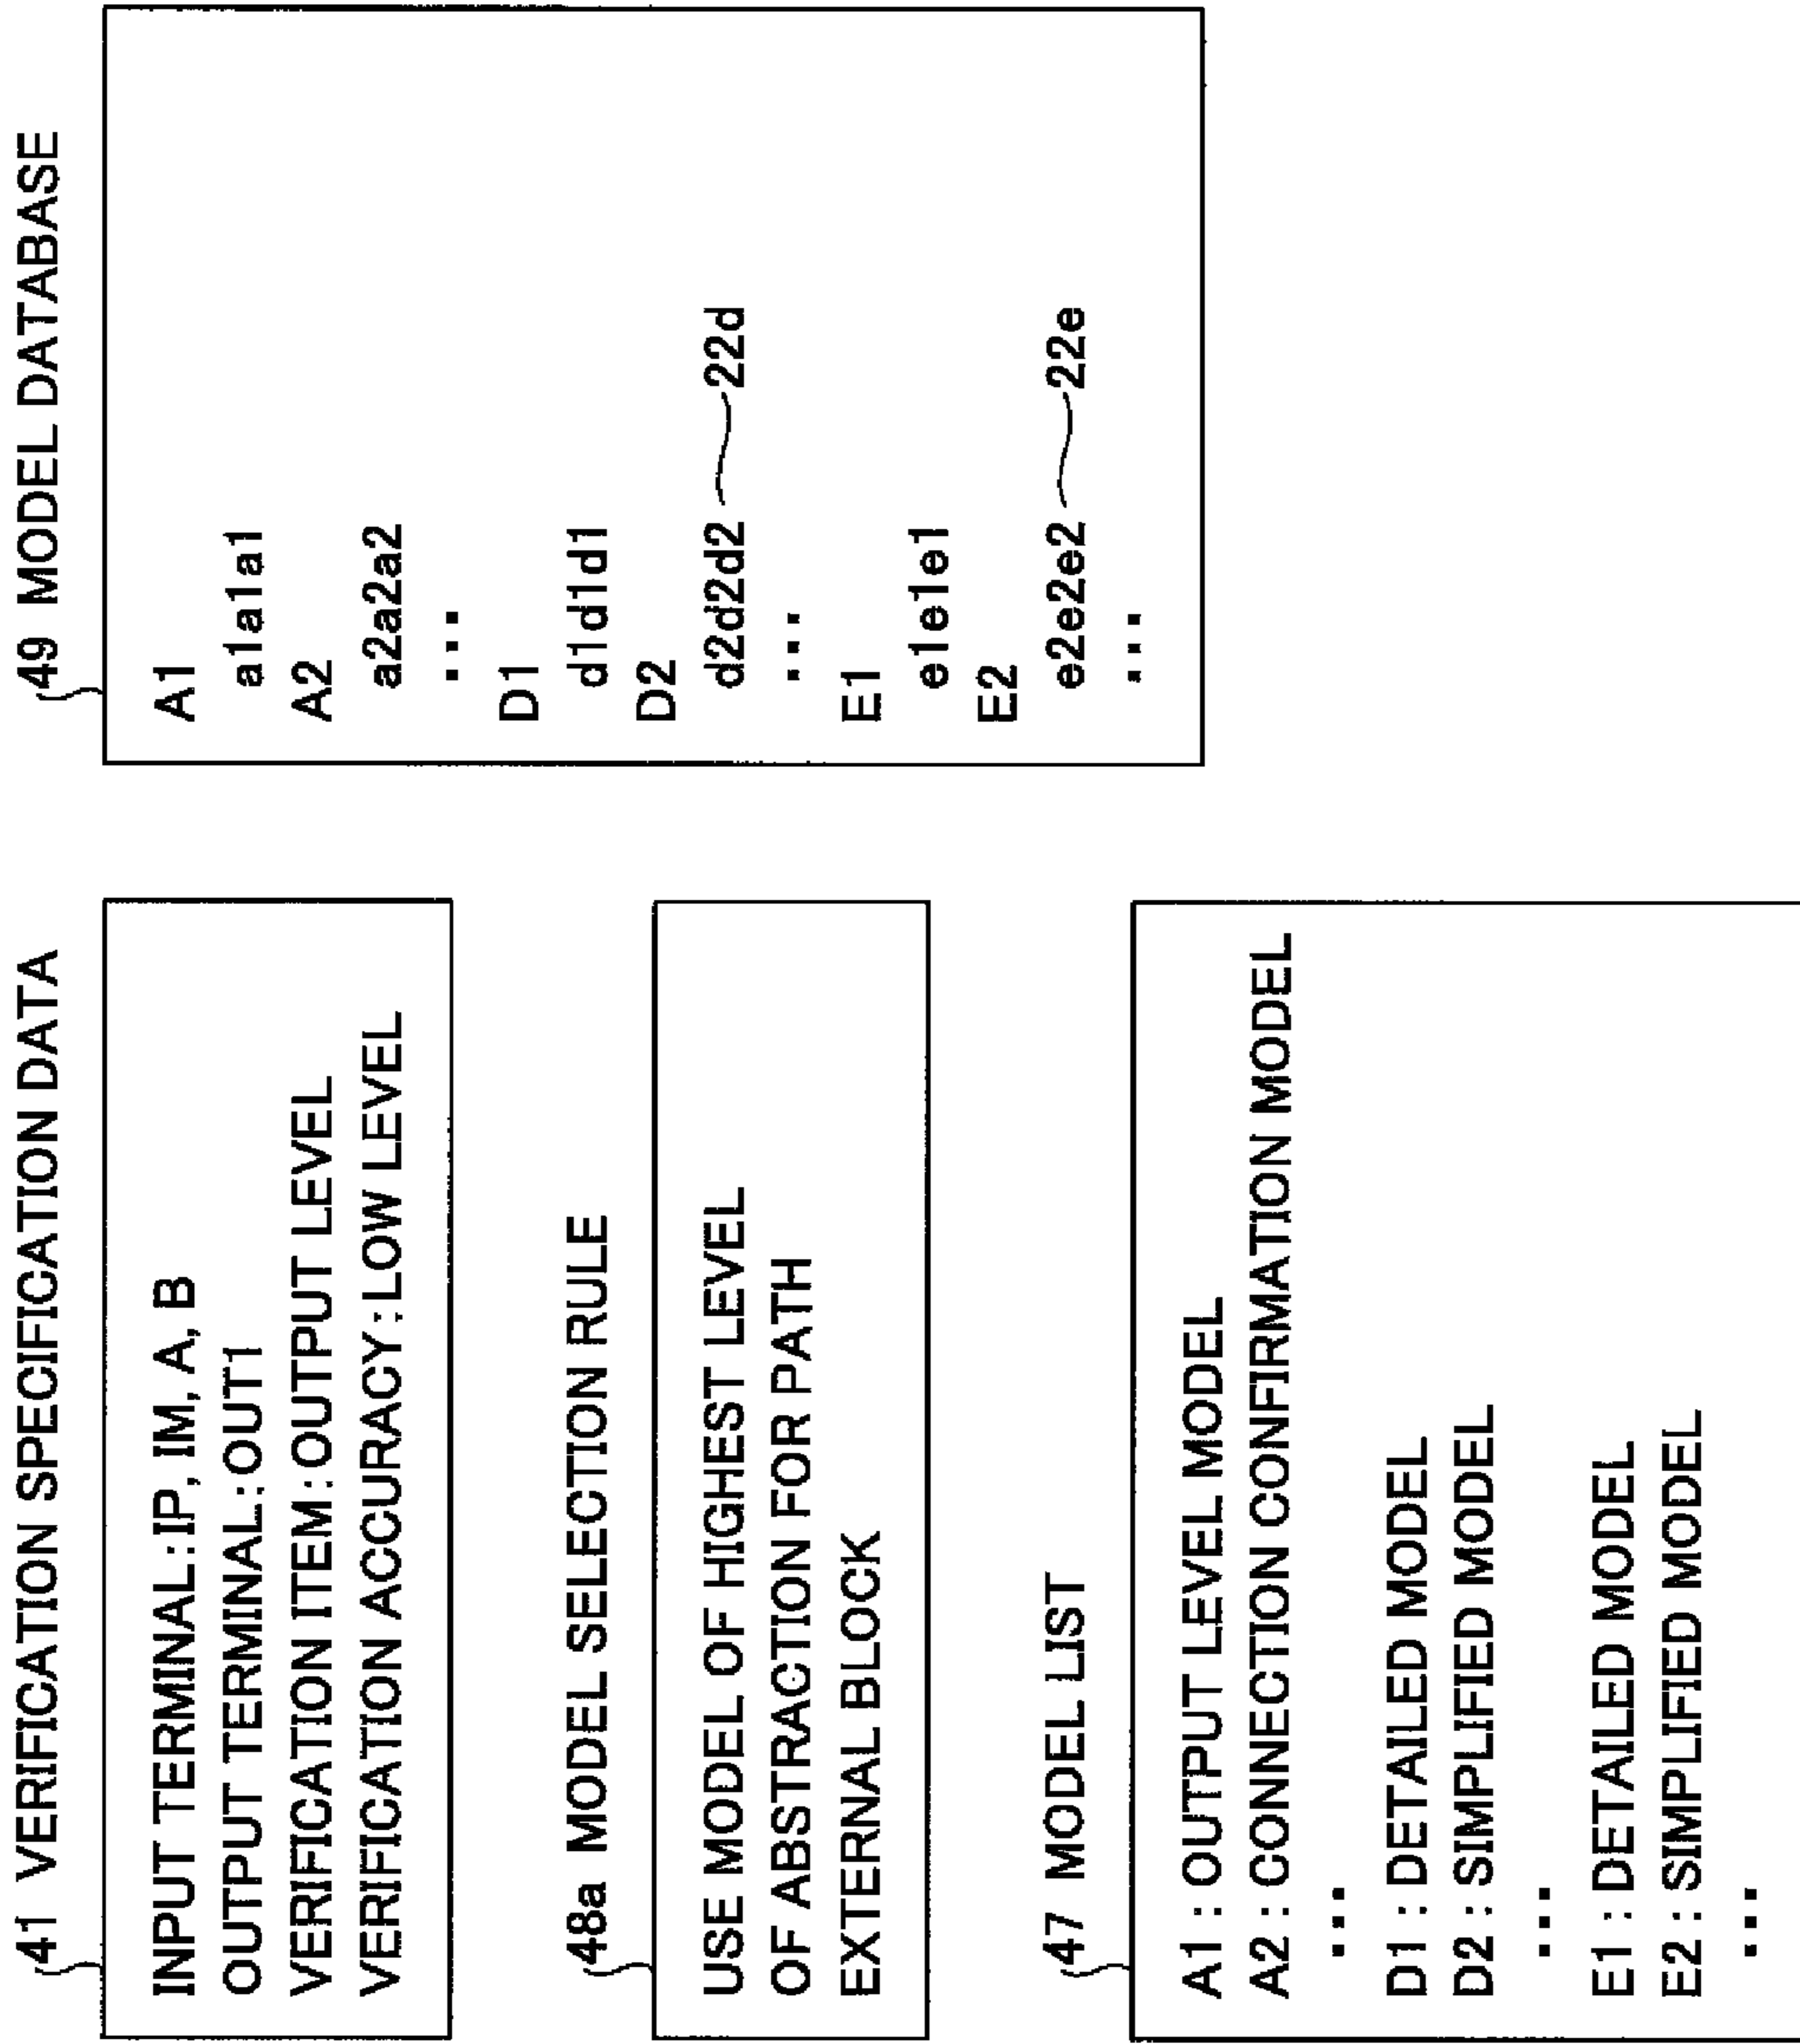 41 VERIFICATION SPECIFICATION DATA
INPUT TERMINAL:IP, IM, A, B
OUTPUT TERMINAL:OUT1
VERIFICATION ITEM:OUTPUT LEVEL
VERIFICATION ACCURACY:LOW LEVEL
48a MODEL SELECTION RULE
USE MODEL OF HIGHEST LEVEL
OF ABSTRACTION FOR PATH
EXTERNAL BLOCK
47 MODEL LIST
A1 : OUTPUT LEVEL MODEL
A2 : CONNECTION CONFIRMATION MODEL
...
D1 : DETAILED MODEL
D2 : SIMPLIFIED MODEL
...
E1 : DETAILED MODEL
E2 : SIMPLIFIED MODEL
...
49 MODEL DATABASE
A1
a1a1a1
A2
a2a2a2
...
D1
d1d1d1
D2
d2d2d2 22d
...
E1
e1e1e1
E2
e2e2e2 22e
...